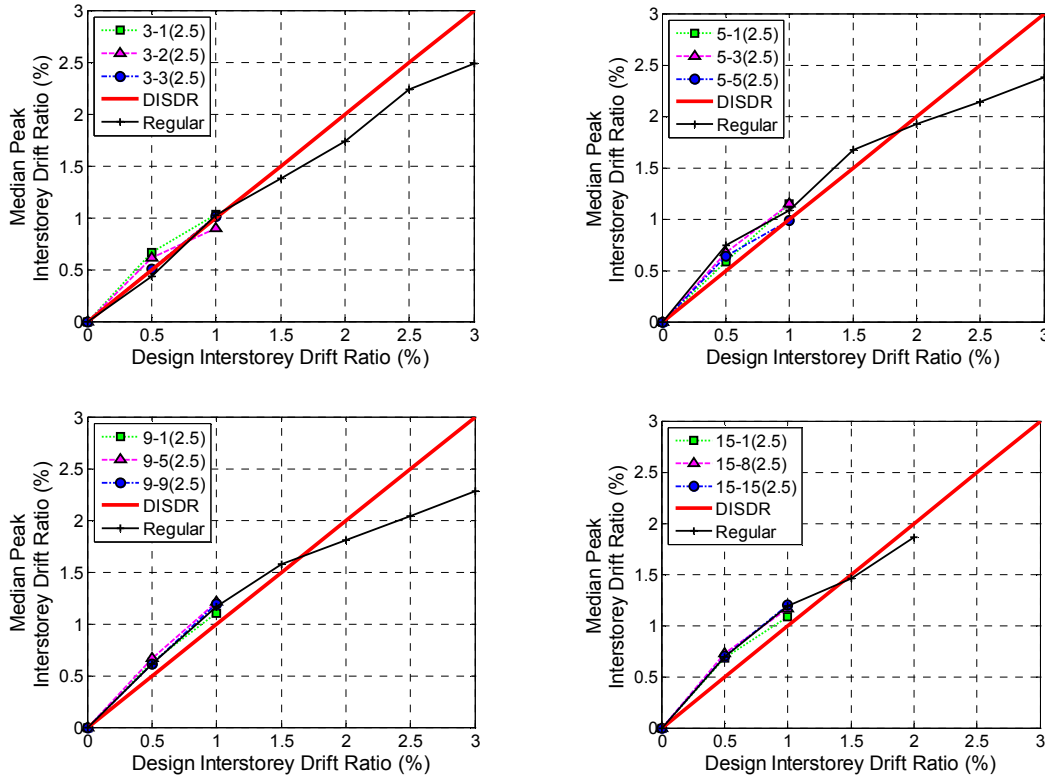 3-1(2.5)
3-2(2.5)
3-3(2.5)
DISDR
Regular
Median Peak
Interstorey Drift Ratio (%)
3
2.5
2
1.5
1
0.5
0
0 0.5 1 1.5 2 2.5 3
Design Interstorey Drift Ratio (%)
5-1(2.5)
5-3(2.5)
5-5(2.5)
DISDR
Regular
Median Peak
Interstorey Drift Ratio (%)
3
2.5
2
1.5
1
0.5
0
0 0.5 1 1.5 2 2.5 3
Design Interstorey Drift Ratio (%)
9-1(2.5)
9-5(2.5)
9-9(2.5)
DISDR
Regular
Median Peak
Interstorey Drift Ratio (%)
3
2.5
2
1.5
1
0.5
0
0 0.5 1 1.5 2 2.5 3
Design Interstorey Drift Ratio (%)
15-1(2.5)
15-8(2.5)
15-15(2.5)
DISDR
Regular
Median Peak
Interstorey Drift Ratio (%)
3
2.5
2
1.5
1
0.5
0
0 0.5 1 1.5 2 2.5 3
Design Interstorey Drift Ratio (%)